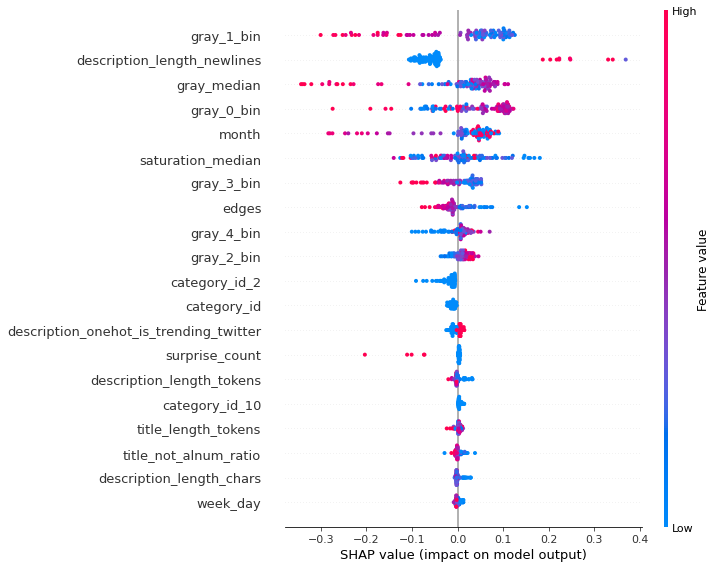 High
gray_1_bin
description_length_newlines
gray_median
gray_0_bin
month
saturation_median
gray_3_bin
edges
gray_4_bin
gray_2_bin
category_id_2
category_id
description_onehot_is_trending_twitter
surprise_count
description_length_tokens
category_id_10
title_length_tokens
title_not_alnum_ratio
description_length_chars
week_day
Feature value
Low
−0.3 −0.2 −0.1 0.0 0.1 0.2 0.3 0.4
SHAP value (impact on model output)